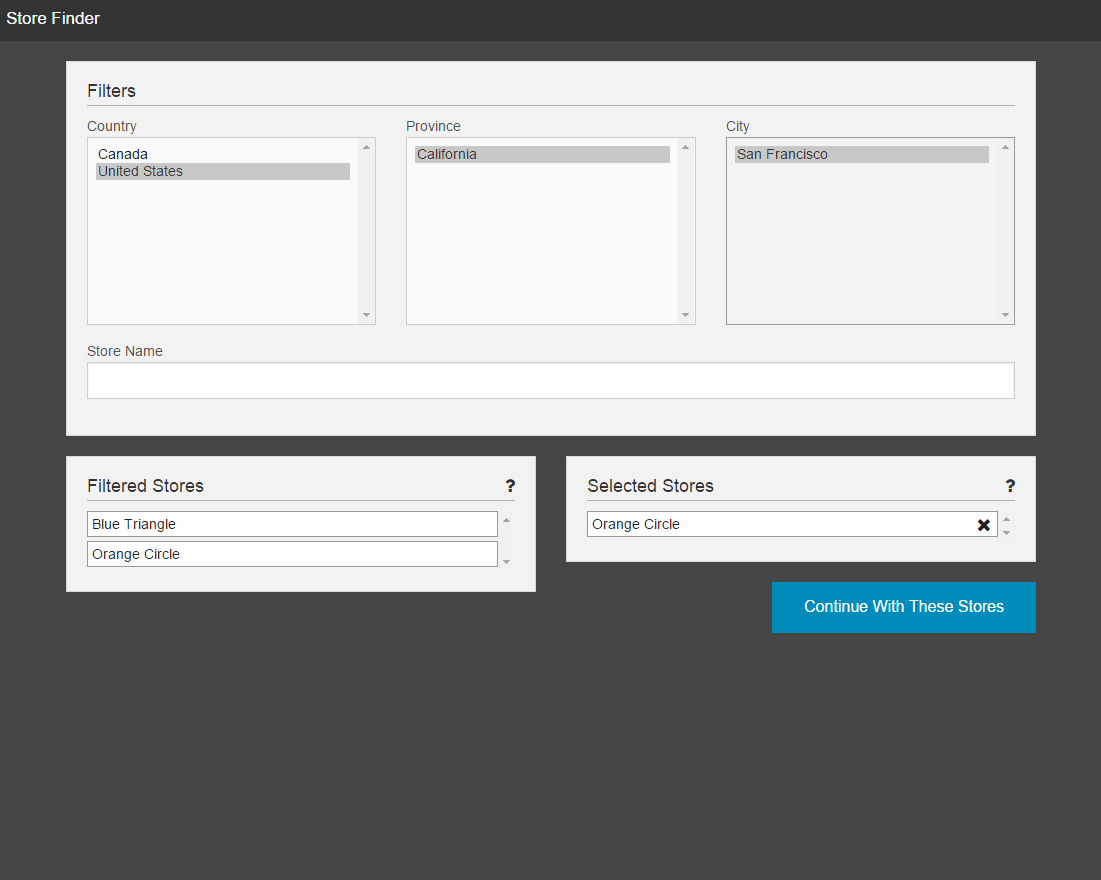 Store Finder
Filters
Country
Province
City
Canada
United States
California
San Francisco
Store Name
Filtered Stores
?
Blue Triangle
Orange Circle
Selected Stores
?
Orange Circle
Continue With These Stores